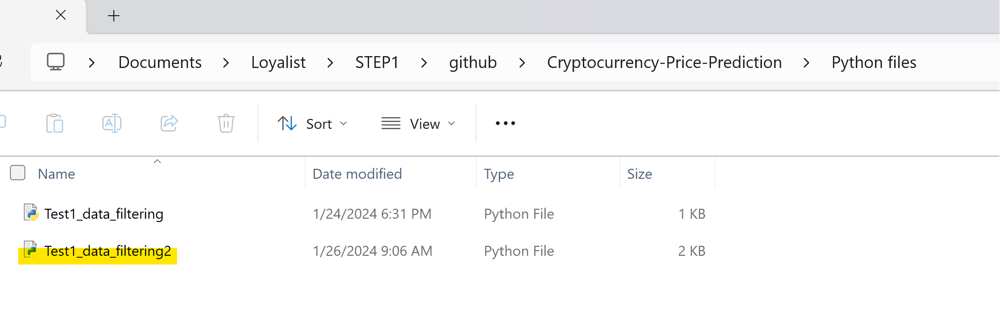 Documents > Loyalist > STEP1 > github > Cryptocurrency-Price-Prediction > Python files
Sort View
Name Date modified Type Size
Test1_data_filtering 1/24/2024 6:31 PM Python File 1 KB
Test1_data_filtering2 1/26/2024 9:06 AM Python File 2 KB